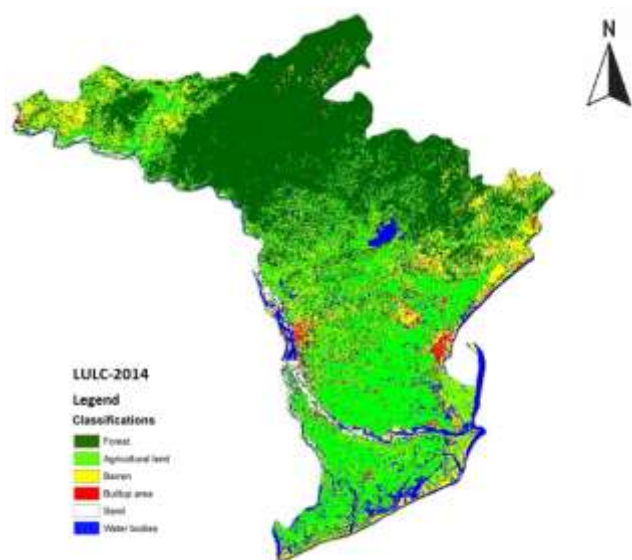 N
LULC-2014
Legend
Classifications
Forest
Agricultural land
Barren
Builtup area
Sand
Water bodies